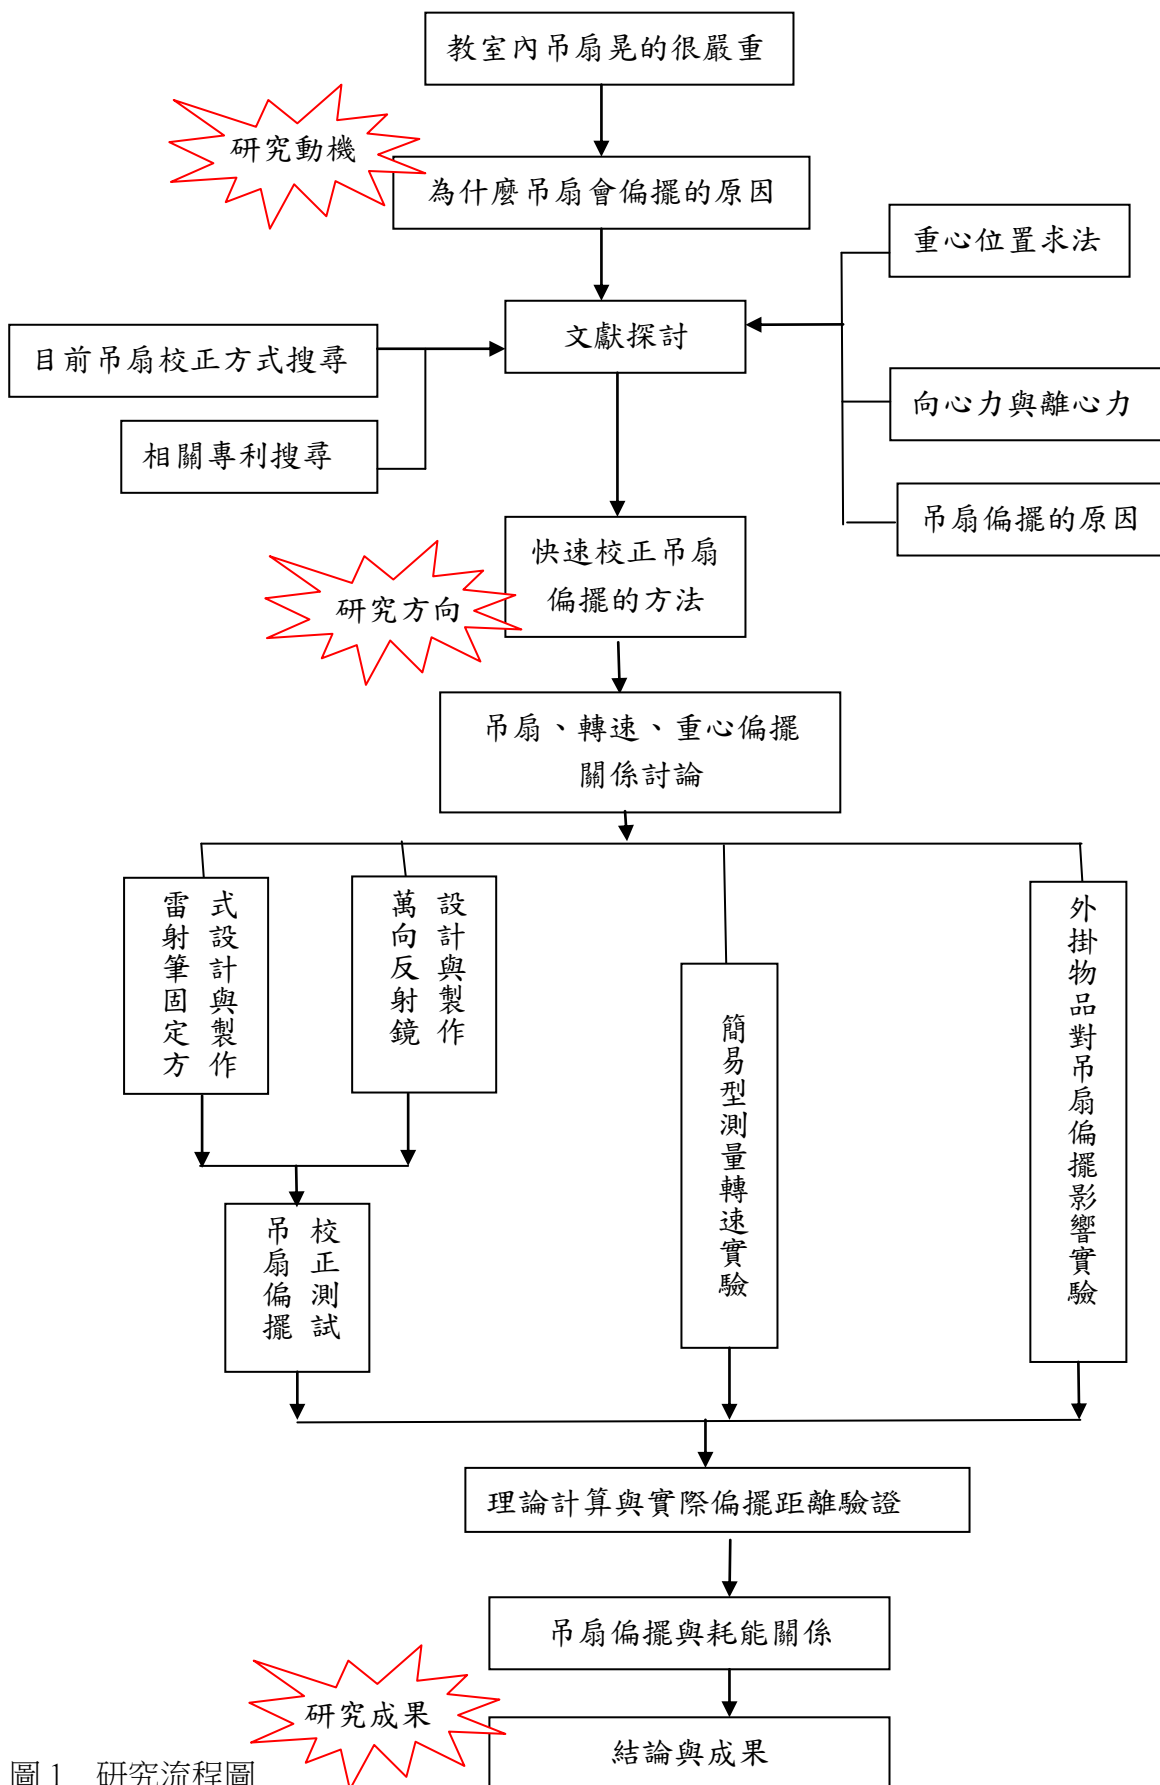 教室內吊扇晃的很嚴重
研究動機
為什麼吊扇會偏擺的原因
重心位置求法
文獻探討
目前吊扇校正方式搜尋
向心力與離心力
相關專利搜尋
吊扇偏擺的原因
快速校正吊扇
偏擺的方法
研究方向
吊扇、轉速、重心偏擺
關係討論
雷射筆固定方
式設計與製作
萬向反射鏡
設計與製作
簡易型測量轉速實驗
外掛物品對吊扇偏擺影響實驗
吊扇偏擺
校正測試
理論計算與實際偏擺距離驗證
吊扇偏擺與耗能關係
研究成果
結論與成果
圖 1　研究流程圖